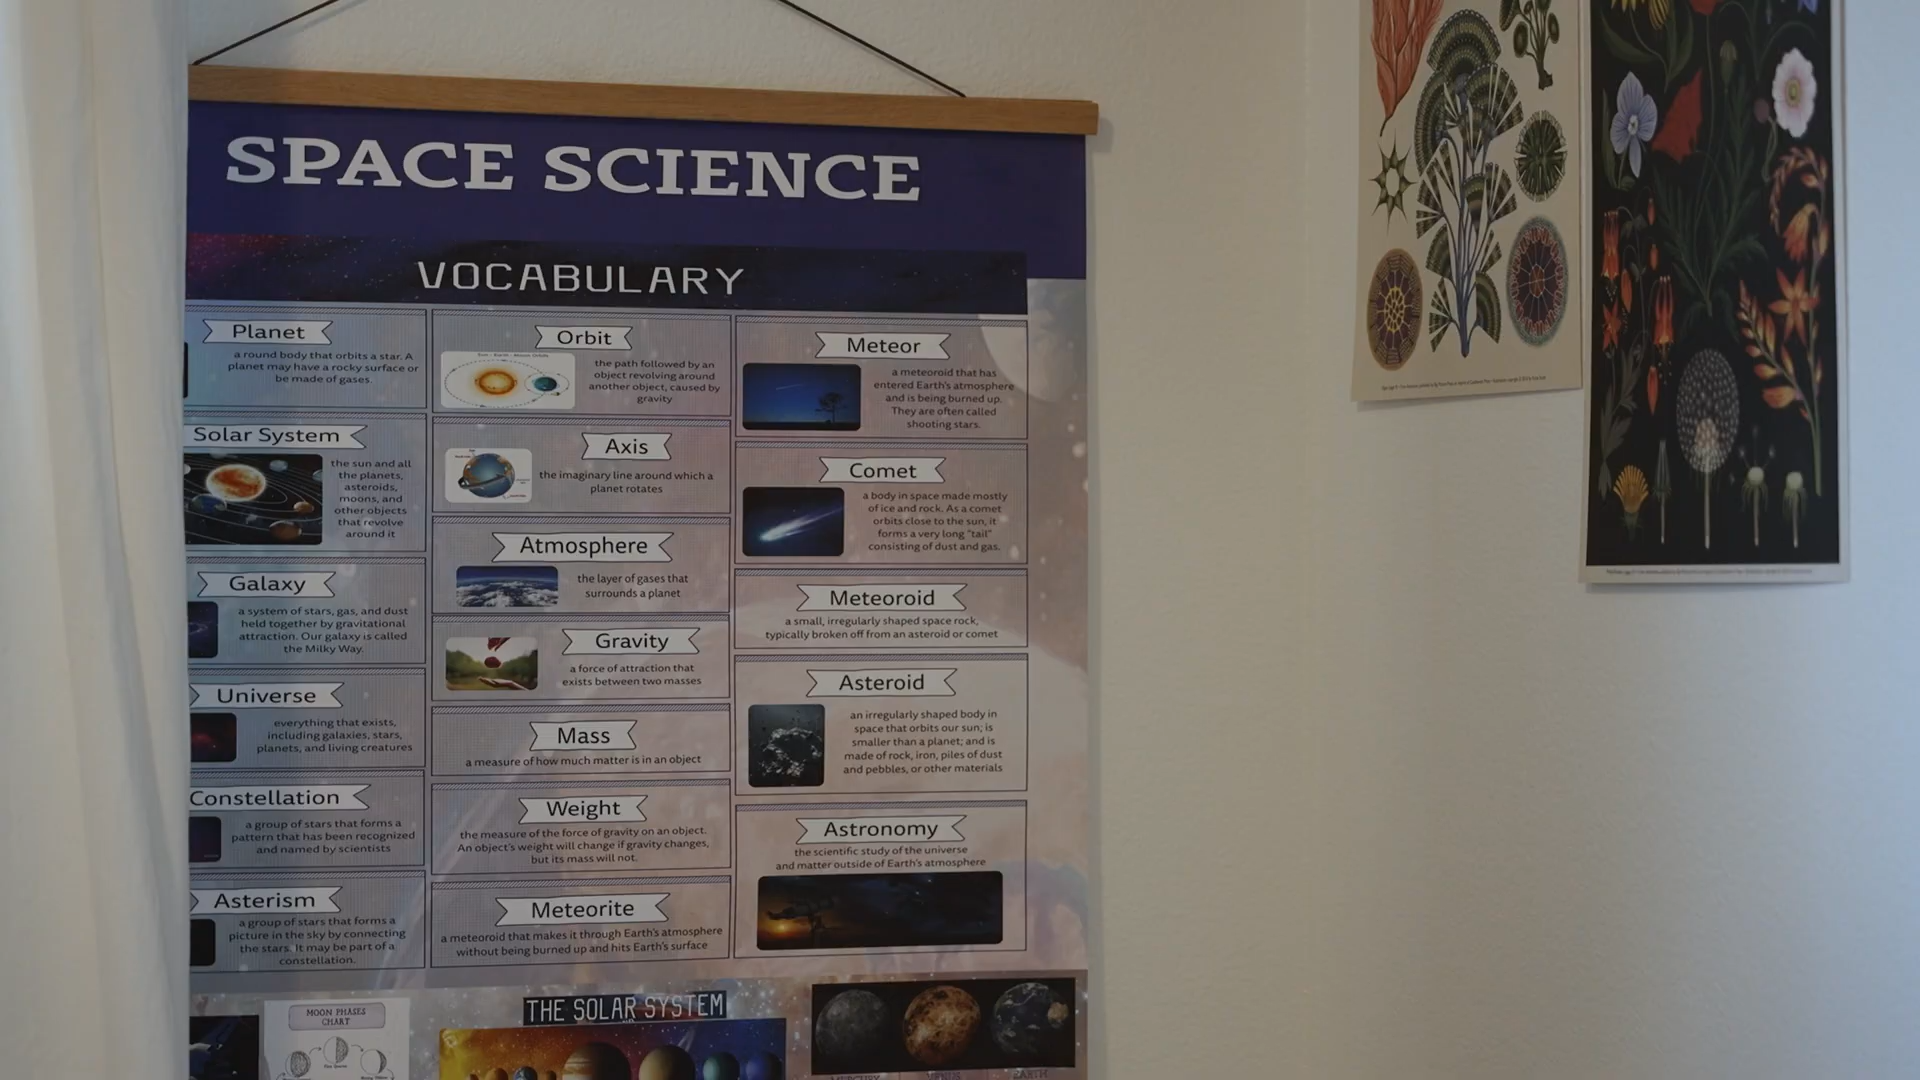 SPACE SCIENCE
VOCABULARY
Planet
a round body that orbits a star. A
planet may have a rocky surface or
be made of gases.
Solar System
the sun and all
the planets,
asteroids,
moons, and
other objects
that revolve
around it
Galaxy
a system of stars, gas, and dust
held together by gravitational
attraction. Our galaxy is called
the Milky Way.
Universe
everything that exists,
including galaxies, stars,
planets, and living creatures
Constellation
a group of stars that forms a
pattern that has been recognized
and named by scientists
Asterism
a group of stars that forms a
picture in the sky by connecting
the stars. It may be part of a
constellation.
Orbit
the path followed by an
object revolving around
another object, caused by
gravity
Axis
the imaginary line around which a
planet rotates
Atmosphere
the layer of gases that
surrounds a planet
Gravity
a force of attraction that
exists between two masses
Mass
a measure of how much matter is in an object
Weight
the measure of the force of gravity on an object.
An object's weight will change if gravity changes,
but its mass will not.
Meteorite
a meteoroid that makes it through Earth's atmosphere
without being burned up and hits Earth's surface
Meteor
a meteoroid that has
entered Earth's atmosphere
and is being burned up.
They are often called
shooting stars.
Comet
a body in space made mostly
of ice and rock. As a comet
orbits close to the sun, it
forms a very long "tail"
consisting of dust and gas.
Meteoroid
a small, irregularly shaped space rock,
typically broken off from an asteroid or comet
Asteroid
an irregularly shaped body in
space that orbits our sun; is
smaller than a planet; and is
made of rock, iron, piles of dust
and pebbles, or other materials
Astronomy
the scientific study of the universe
and matter outside of Earth's atmosphere
MOON PHASES
CHART
THE SOLAR SYSTEM
MERCURY
VENUS
EARTH